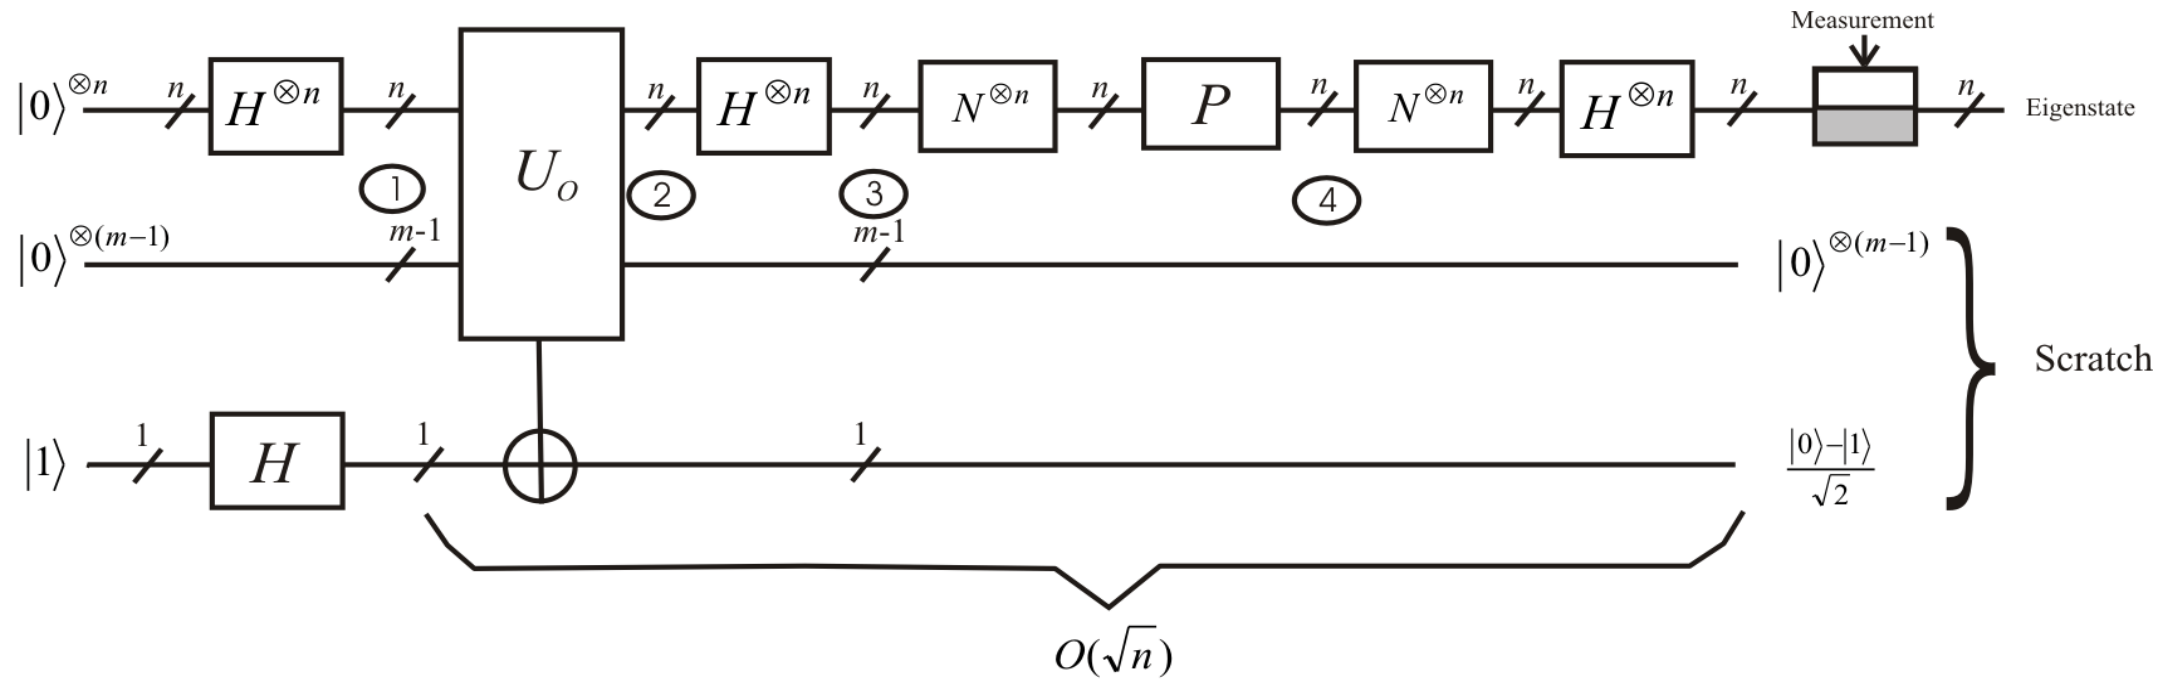 Measurement
|0⟩^{⊗n} n H^{⊗n} n U_O n H^{⊗n} n N^{⊗n} n P n N^{⊗n} n H^{⊗n} n n Eigenstate
1 2 3 4
|0⟩^{⊗(m−1)} m-1 m-1 |0⟩^{⊗(m−1)}
Scratch
|1⟩ 1 H 1 1 |0⟩−|1⟩
√2
O(√n)